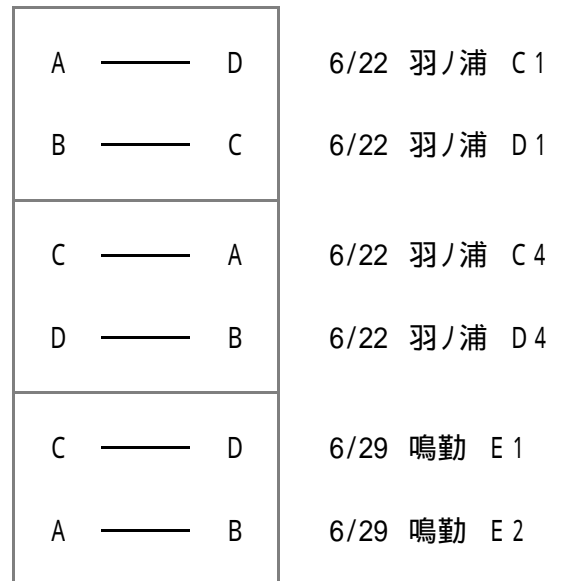 A D 6/22 羽ノ浦 C1
B C 6/22 羽ノ浦 D1
C A 6/22 羽ノ浦 C4
D B 6/22 羽ノ浦 D4
C D 6/29 鳴勤 E1
A B 6/29 鳴勤 E2